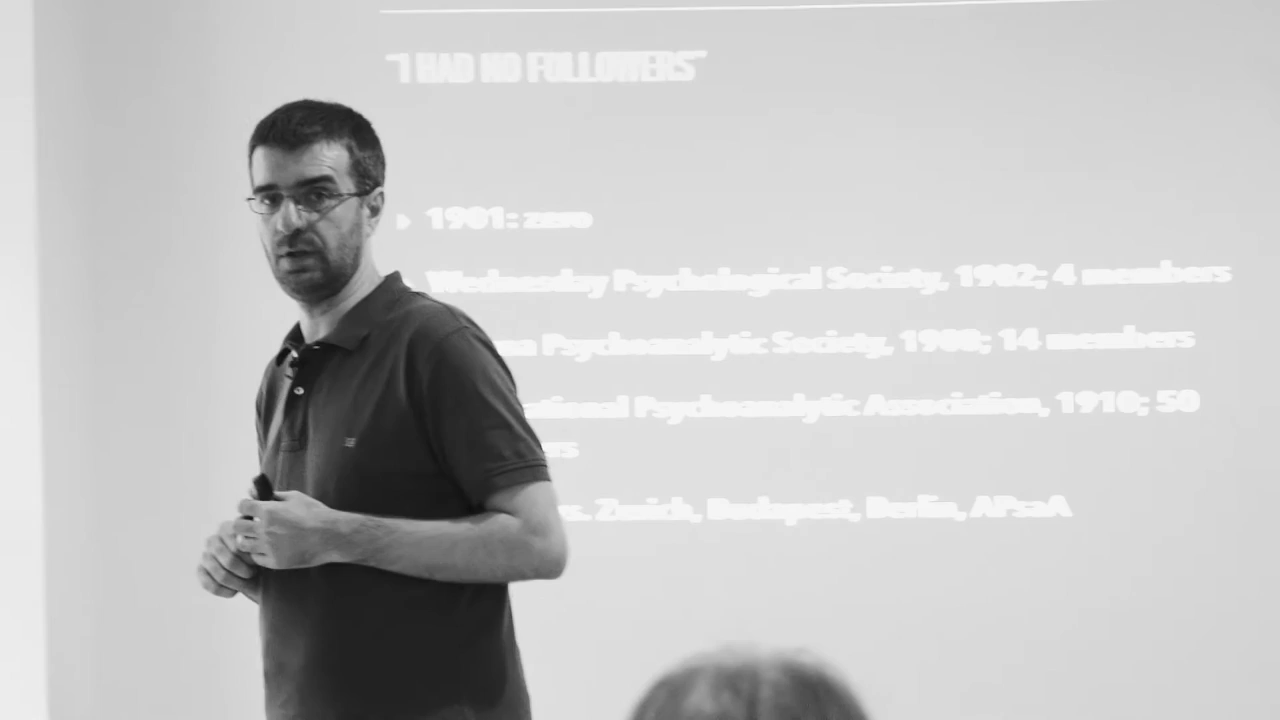 "I HAD NO FOLLOWERS"
1901: zero
Wednesday Psychological Society, 1902; 4 members
Psychoanalytic Society, 1908; 14 members
Psychoanalytic Association, 1910; 50
Zurich, Budapest, Berlin, APsaA